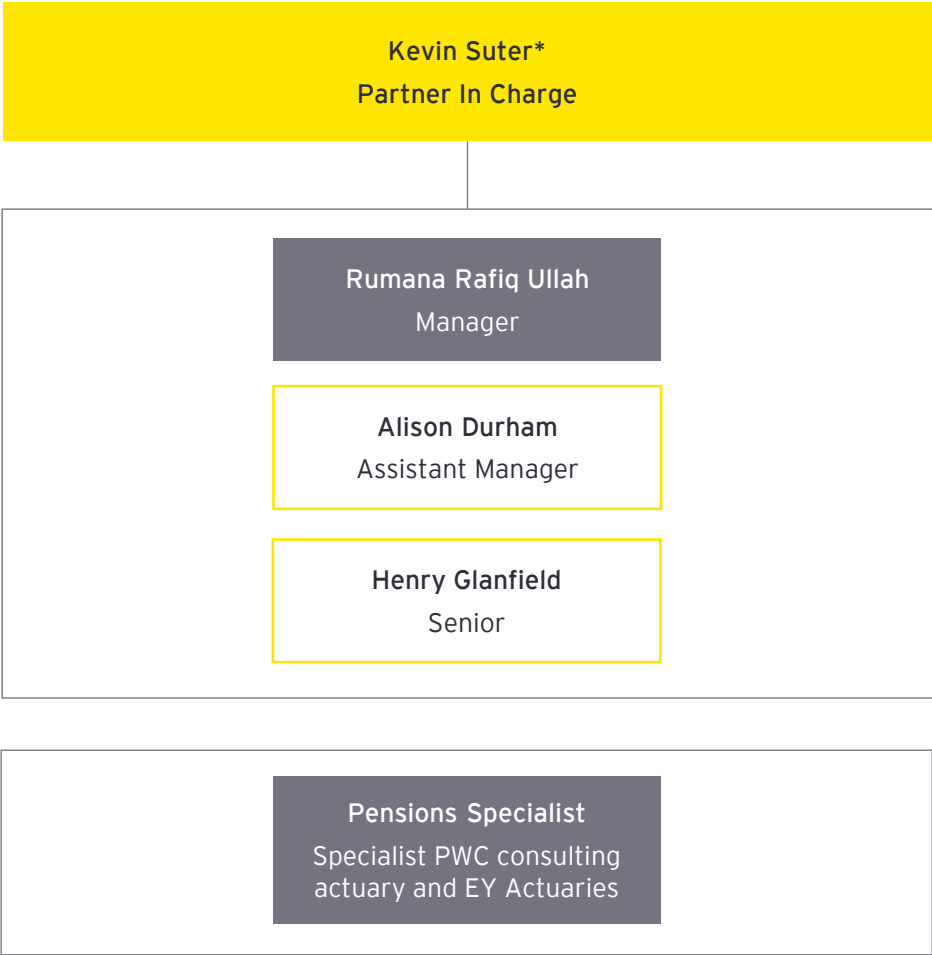 Kevin Suter*
Partner In Charge
Rumana Rafiq Ullah
Manager
Alison Durham
Assistant Manager
Henry Glanfield
Senior
Pensions Specialist
Specialist PWC consulting
actuary and EY Actuaries